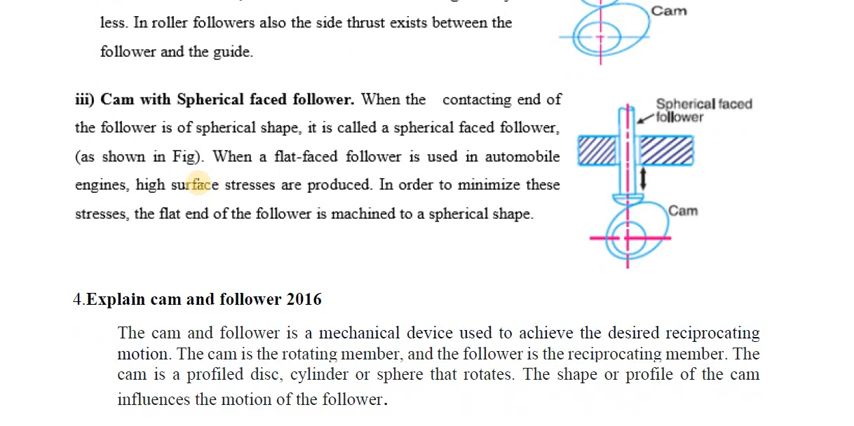 less. In roller followers also the side thrust exists between the
follower and the guide.
Cam
iii) Cam with Spherical faced follower. When the contacting end of
the follower is of spherical shape, it is called a spherical faced follower,
(as shown in Fig). When a flat-faced follower is used in automobile
engines, high surface stresses are produced. In order to minimize these
stresses, the flat end of the follower is machined to a spherical shape.
Spherical faced
follower
Cam
4.Explain cam and follower 2016
The cam and follower is a mechanical device used to achieve the desired reciprocating
motion. The cam is the rotating member, and the follower is the reciprocating member. The
cam is a profiled disc, cylinder or sphere that rotates. The shape or profile of the cam
influences the motion of the follower.